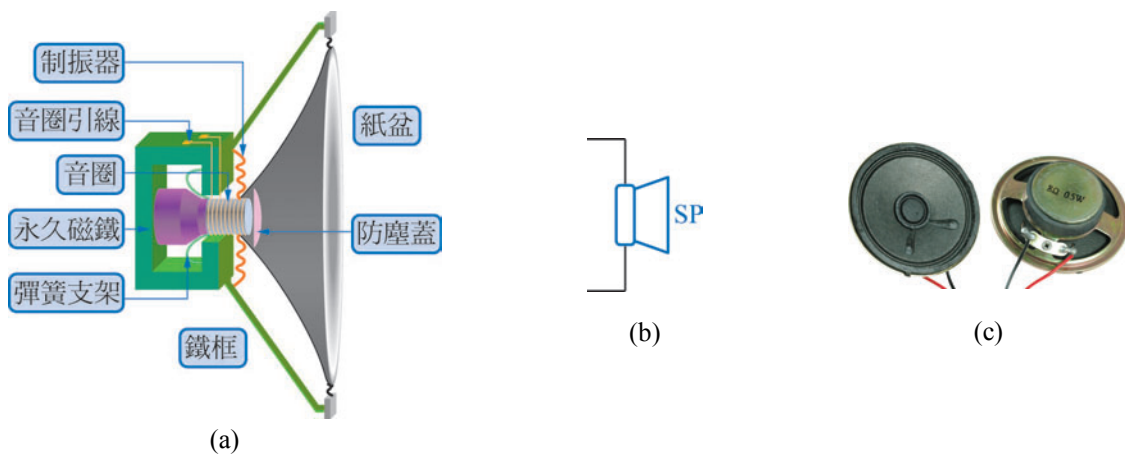 制振器
音圈引線
音圈
永久磁鐵
彈簧支架
鐵框
紙盆
防塵蓋
(a)
SP
(b)
8Ω 0.5W
(c)